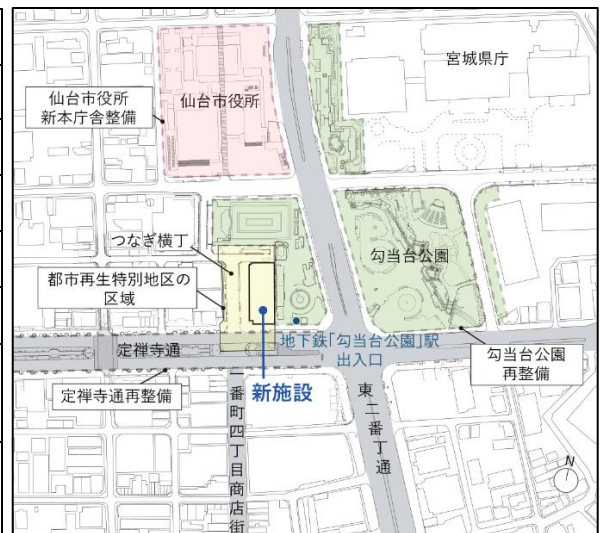 宮城県庁
仙台市役所
新本庁舎整備
仙台市役所
つなぎ横丁
都市再生特別地区の
区域
勾当台公園
地下鉄「勾当台公園」駅
出入口
定禅寺通
勾当台公園
再整備
定禅寺通再整備
新施設
一番町四丁目商店街
東二番丁通
N